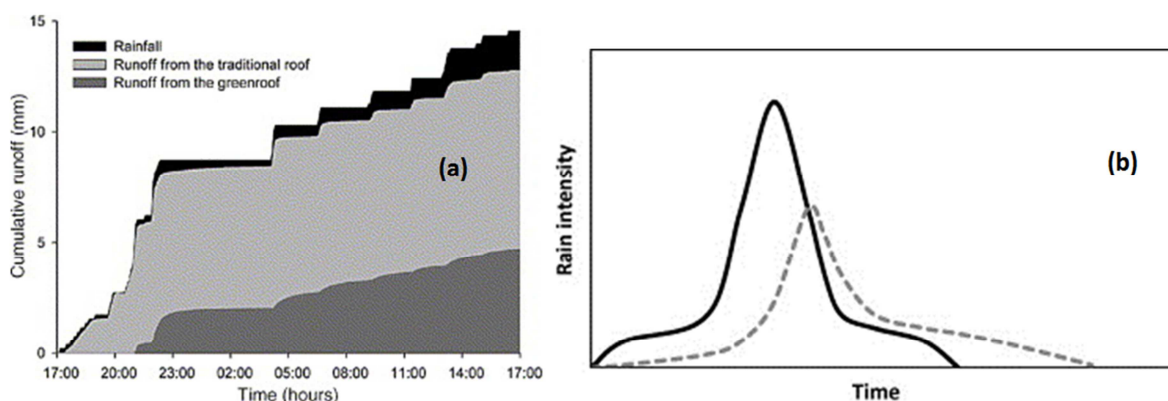 15
Rainfall
Runoff from the traditional roof
Runoff from the greenroof
10
(a)
5
0
Cumulative runoff (mm)
17:00 20:00 23:00 02:00 05:00 08:00 11:00 14:00 17:00
Time (hours)
(b)
Rain intensity
Time